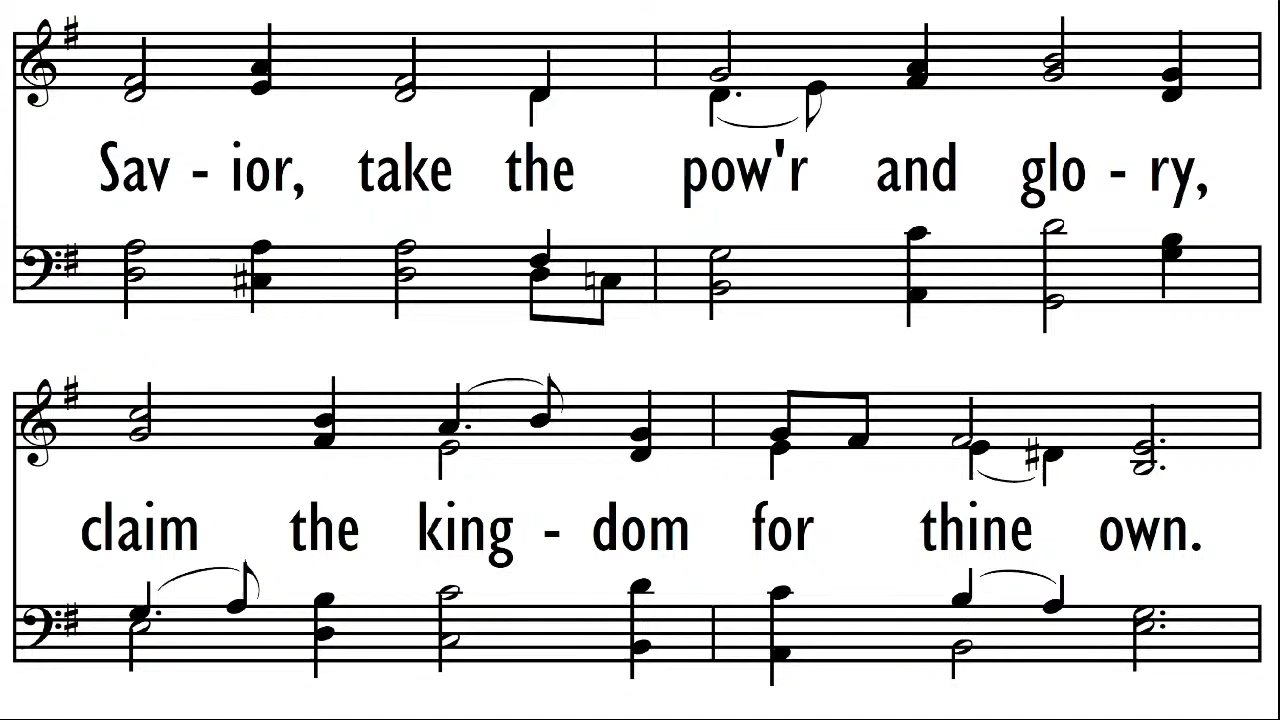 Sav - ior, take the pow'r and glo - ry,
claim the king - dom for thine own.